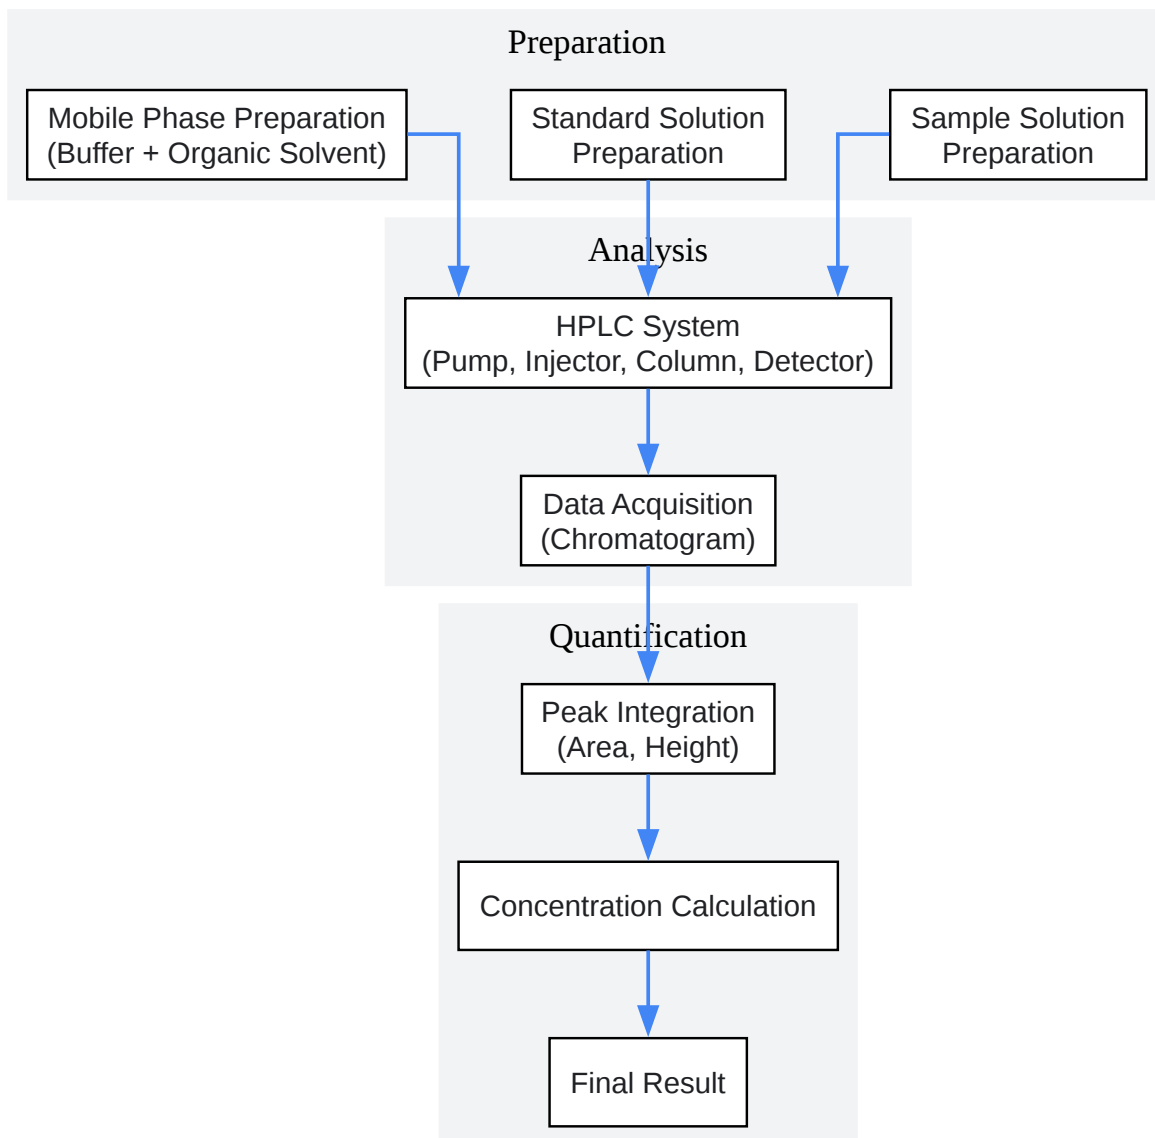 Preparation
Mobile Phase Preparation
(Buffer + Organic Solvent)
Standard Solution
Preparation
Sample Solution
Preparation
Analysis
HPLC System
(Pump, Injector, Column, Detector)
Data Acquisition
(Chromatogram)
Quantification
Peak Integration
(Area, Height)
Concentration Calculation
Final Result